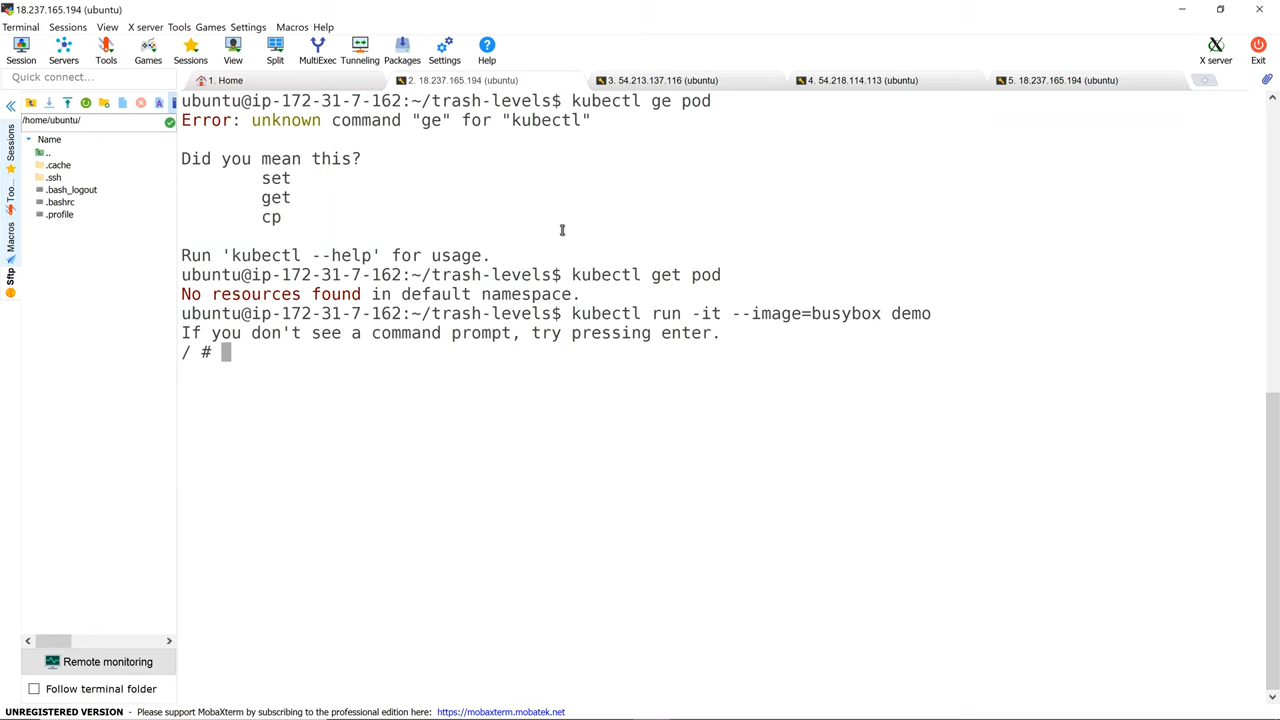 18.237.165.194 (ubuntu)
Terminal Sessions View X server Tools Games Settings Macros Help
Session Servers Tools Games Sessions View Split MultiExec Tunneling Packages Settings Help X server Exit
Quick connect...
1. Home
2. 18.237.165.194 (ubuntu)
3. 54.213.137.116 (ubuntu)
4. 54.218.114.113 (ubuntu)
5. 18.237.165.194 (ubuntu)
/home/ubuntu/
Name
..
.cache
.ssh
.bash_logout
.bashrc
.profile
Sessions
Too...
Macros
Sftp
ubuntu@ip-172-31-7-162:~/trash-levels$ kubectl ge pod
Error: unknown command "ge" for "kubectl"
Did you mean this?
set
get
cp
Run 'kubectl --help' for usage.
ubuntu@ip-172-31-7-162:~/trash-levels$ kubectl get pod
No resources found in default namespace.
ubuntu@ip-172-31-7-162:~/trash-levels$ kubectl run -it --image=busybox demo
If you don't see a command prompt, try pressing enter.
/ #
Remote monitoring
Follow terminal folder
UNREGISTERED VERSION - Please support MobaXterm by subscribing to the professional edition here: https://mobaxterm.mobatek.net